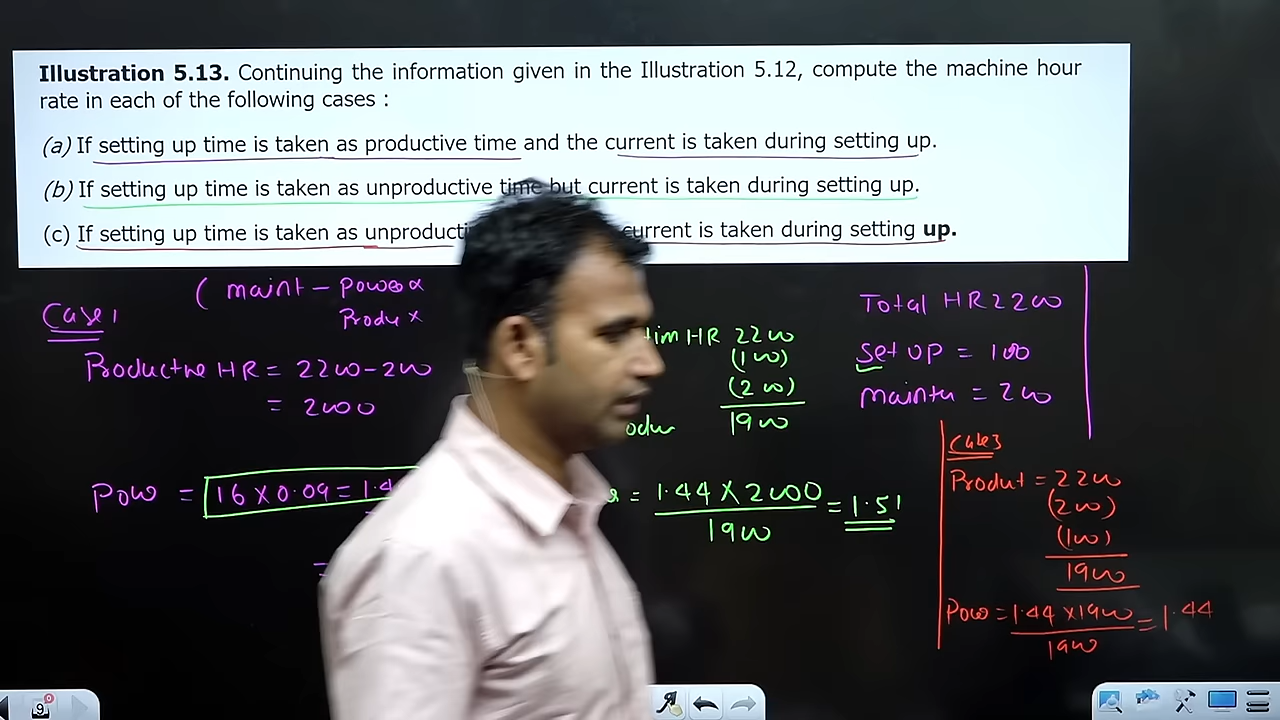 Illustration 5.13. Continuing the information given in the Illustration 5.12, compute the machine hour
rate in each of the following cases :
(a) If setting up time is taken as productive time and the current is taken during setting up.
(b) If setting up time is taken as unproductive time but current is taken during setting up.
(c) If setting up time is taken as unproducti current is taken during setting up.
Case 1
( maint - Power x
Produ x
Productive HR = 2200-200
= 2000
Pow = 16 X 0.09 = 1.4
=
im HR 2200
(100)
(200)
1900
odu
= 1.44 X 2000
1900
= 1.51
Total HR 2200
Set up = 100
mainte = 200
Case 3
Produt = 2200
(200)
(100)
1900
Pow = 1.44 X 1900 = 1.44
1900
9